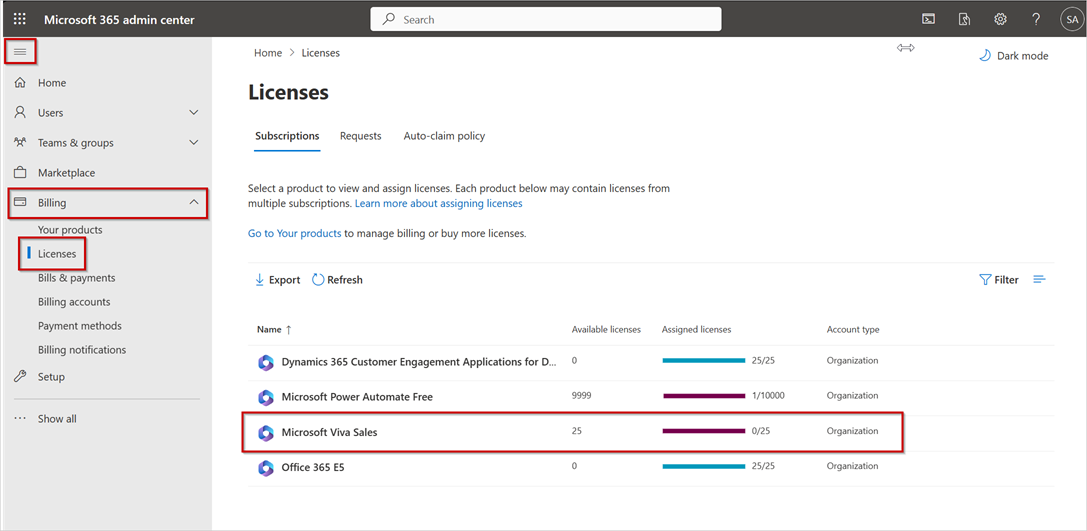 Microsoft 365 admin center
Search
SA
Home
Users
Teams & groups
Marketplace
Billing
Your products
Licenses
Bills & payments
Billing accounts
Payment methods
Billing notifications
Setup
Show all
Home > Licenses
Dark mode
Licenses
Subscriptions Requests Auto-claim policy
Select a product to view and assign licenses. Each product below may contain licenses from
multiple subscriptions. Learn more about assigning licenses
Go to Your products to manage billing or buy more licenses.
Export Refresh Filter
Name ↑ Available licenses Assigned licenses Account type
Dynamics 365 Customer Engagement Applications for D... 0 25/25 Organization
Microsoft Power Automate Free 9999 1/10000 Organization
Microsoft Viva Sales 25 0/25 Organization
Office 365 E5 0 25/25 Organization